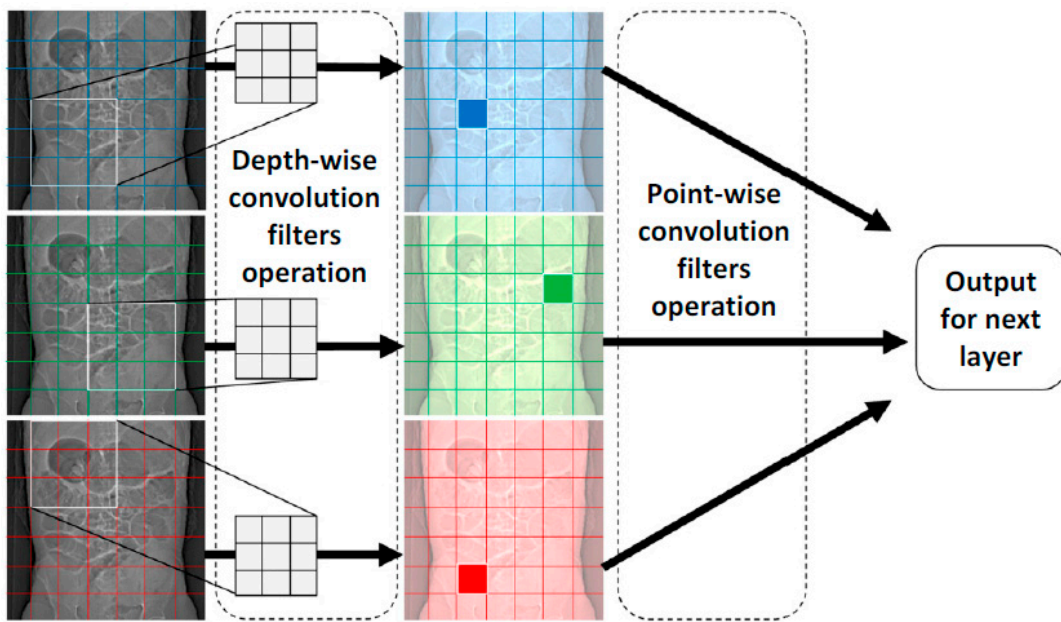 Depth-wise
convolution
filters
operation
Point-wise
convolution
filters
operation
Output
for next
layer